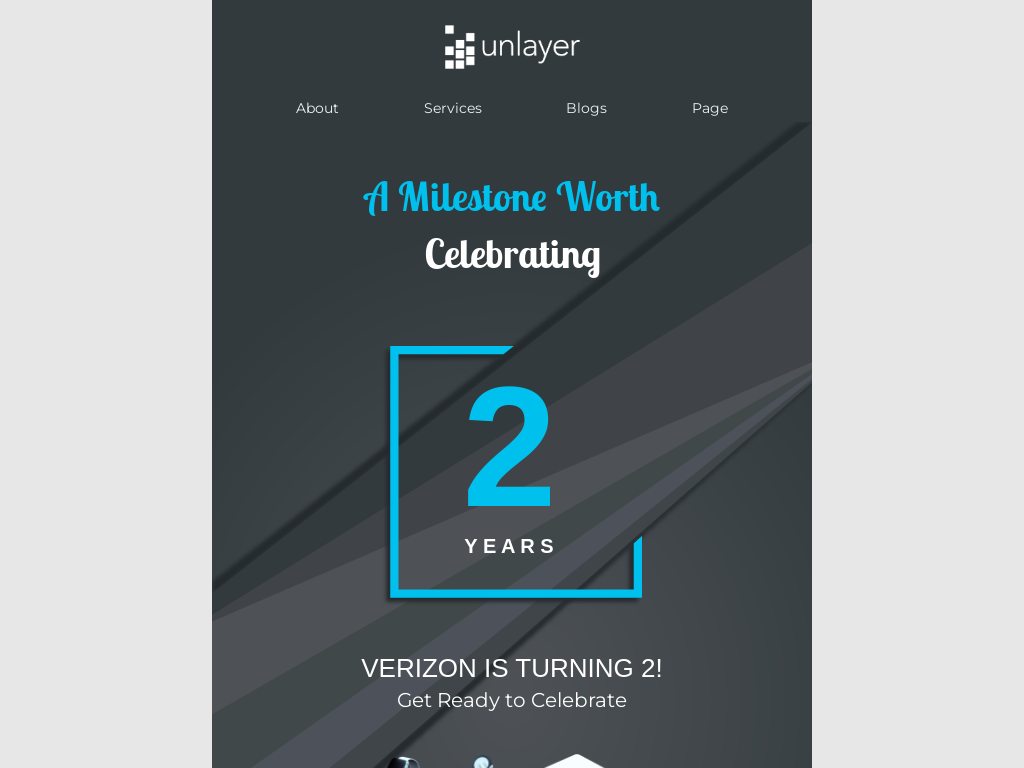 unlayer
About Services Blogs Page
A Milestone Worth
Celebrating
2
YEARS
VERIZON IS TURNING 2!
Get Ready to Celebrate